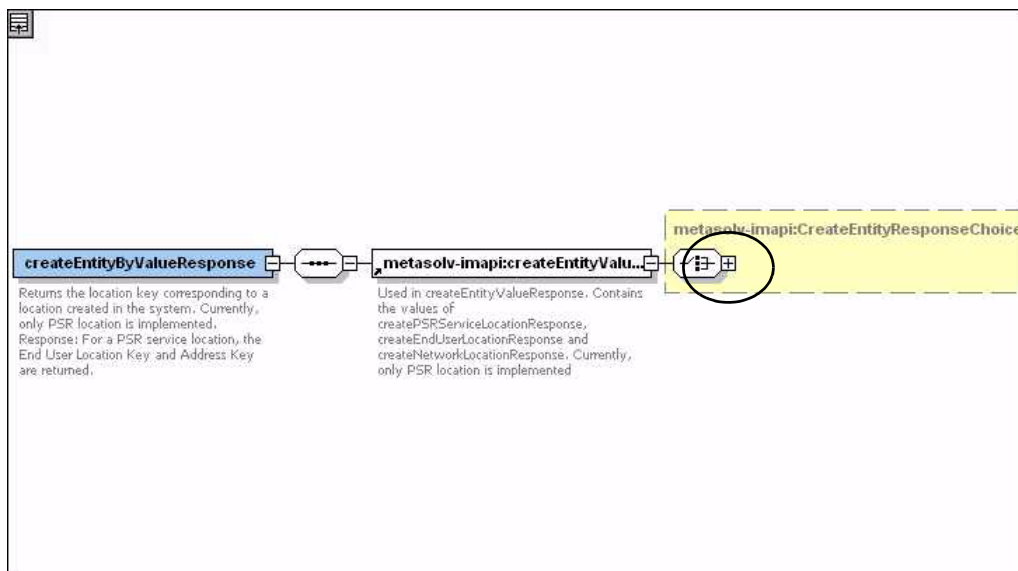 metasolv-imapi:CreateEntityResponseChoice
createEntityByValueResponse
metasolv-imapi:createEntityValu...
Returns the location key corresponding to a
location created in the system. Currently,
only PSR location is implemented.
Response: For a PSR service location, the
End User Location Key and Address Key
are returned.
Used in createEntityValueResponse. Contains
the values of
createPSRServiceLocationResponse,
createEndUserLocationResponse and
createNetworkLocationResponse. Currently,
only PSR location is implemented